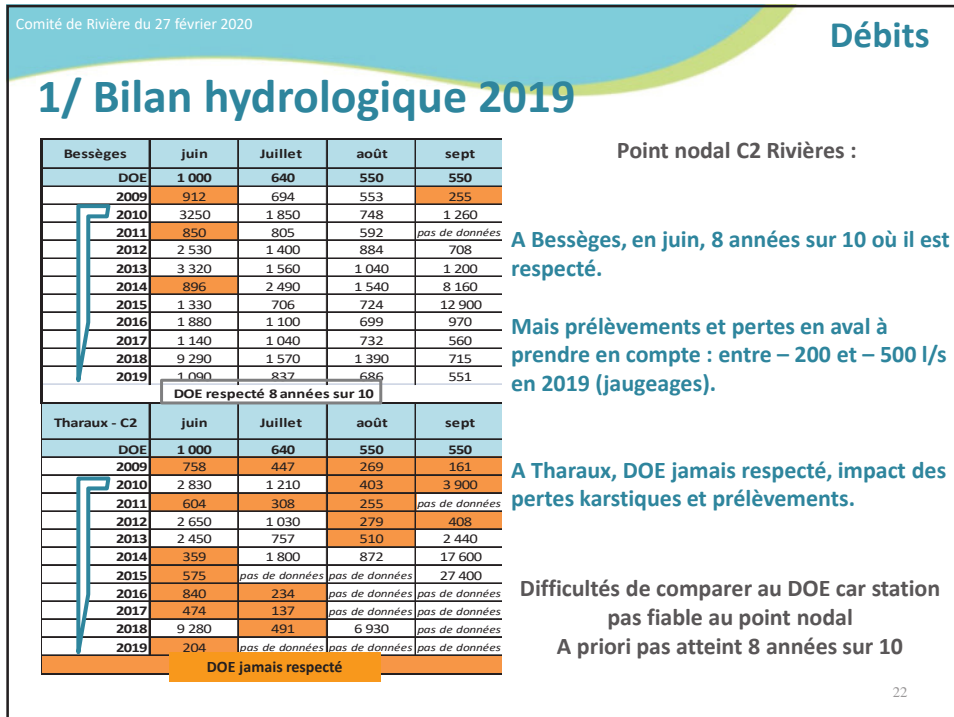 Comité de Rivière du 27 février 2020
Débits
1/ Bilan hydrologique 2019
Bessèges juin Juillet août sept
DOE 1 000 640 550 550
2009 912 694 553 255
2010 3250 1 850 748 1 260
2011 850 805 592 pas de données
2012 2 530 1 400 884 708
2013 3 320 1 560 1 040 1 200
2014 896 2 490 1 540 8 160
2015 1 330 706 724 12 900
2016 1 880 1 100 699 970
2017 1 140 1 040 732 560
2018 9 290 1 570 1 390 715
2019 1 090 837 686 551
DOE respecté 8 années sur 10
Tharaux - C2 juin Juillet août sept
DOE 1 000 640 550 550
2009 758 447 269 161
2010 2 830 1 210 403 3 900
2011 604 308 255 pas de données
2012 2 650 1 030 279 408
2013 2 450 757 510 2 440
2014 359 1 800 872 17 600
2015 575 pas de données pas de données 27 400
2016 840 234 pas de données pas de données
2017 474 137 pas de données pas de données
2018 9 280 491 6 930 pas de données
2019 204 pas de données pas de données pas de données
DOE jamais respecté
Point nodal C2 Rivières :
A Bessèges, en juin, 8 années sur 10 où il est
respecté.
Mais prélèvements et pertes en aval à
prendre en compte : entre – 200 et – 500 l/s
en 2019 (jaugeages).
A Tharaux, DOE jamais respecté, impact des
pertes karstiques et prélèvements.
Difficultés de comparer au DOE car station
pas fiable au point nodal
A priori pas atteint 8 années sur 10
22